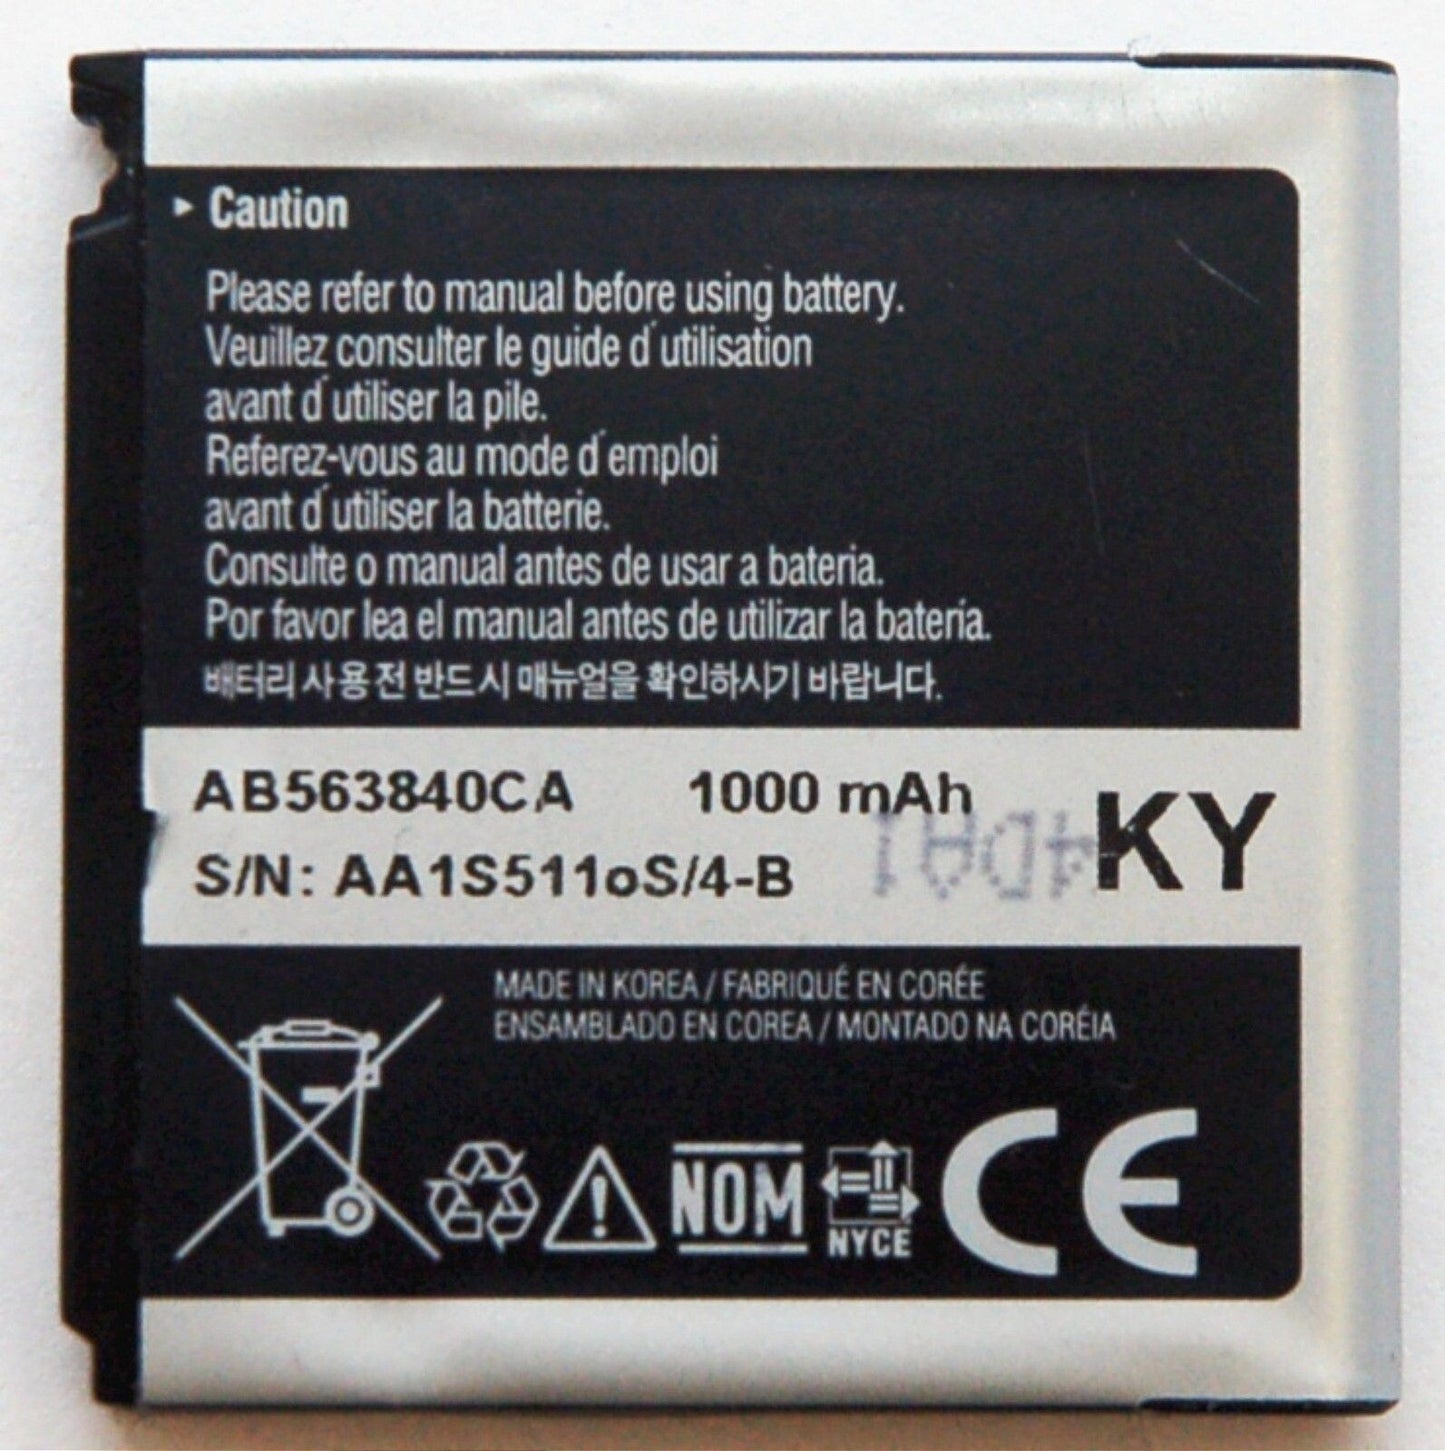 Caution
Please refer to manual before using battery.
Veuillez consulter le guide d'utilisation
avant d'utiliser la pile.
Referez-vous au mode d'emploi
avant d'utiliser la batterie.
Consulte o manual antes de usar a bateria.
Por favor lea el manual antes de utilizar la batería.
배터리 사용 전 반드시 매뉴얼을 확인하시기 바랍니다.
AB563840CA 1000 mAh
KY
S/N: AA1S511oS/4-B
4DA1
MADE IN KOREA / FABRIQUÉ EN CORÉE
ENSAMBLADO EN COREA / MONTADO NA CORÉIA
NOM
NYCE
CE